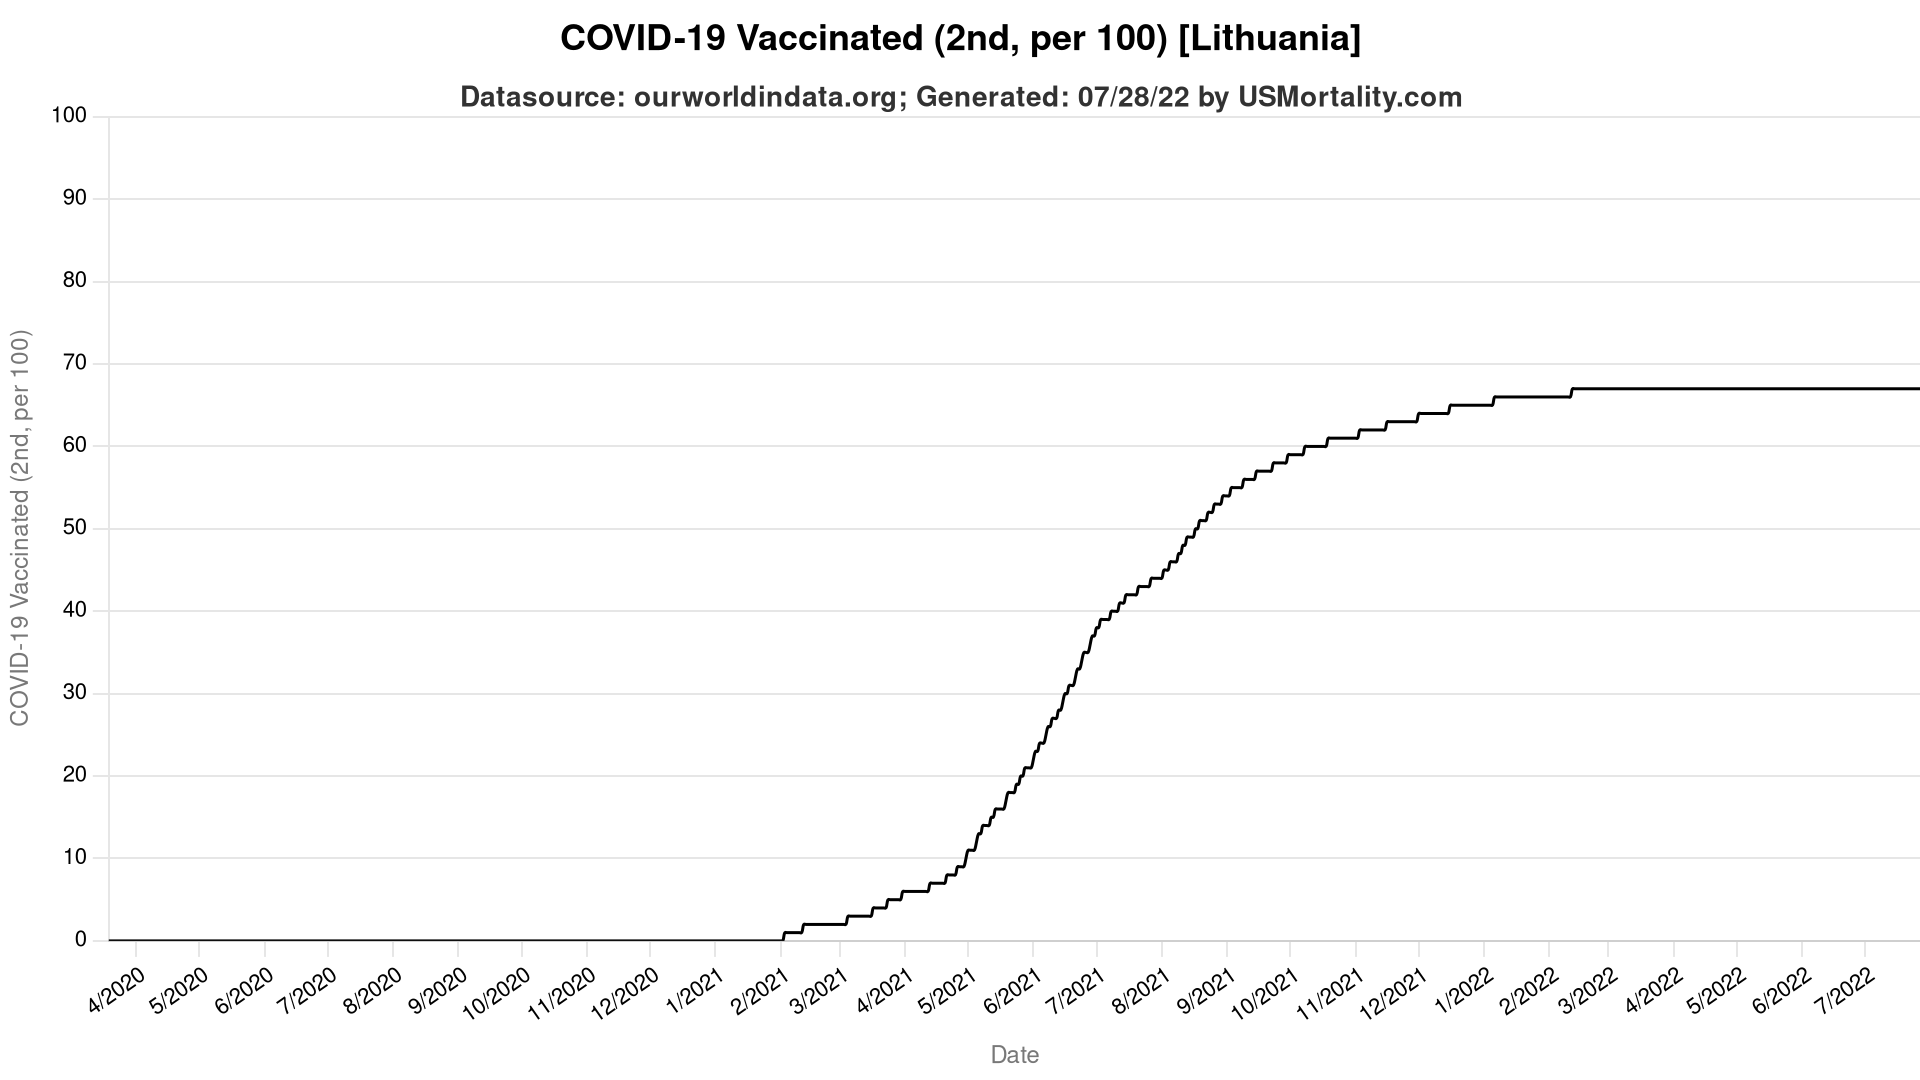 COVID-19 Vaccinated (2nd, per 100) [Lithuania]
Datasource: ourworldindata.org; Generated: 07/28/22 by USMortality.com
COVID-19 Vaccinated (2nd, per 100)
100
90
80
70
60
50
40
30
20
10
0
4/2020 5/2020 6/2020 7/2020 8/2020 9/2020 10/2020 11/2020 12/2020 1/2021 2/2021 3/2021 4/2021 5/2021 6/2021 7/2021 8/2021 9/2021 10/2021 11/2021 12/2021 1/2022 2/2022 3/2022 4/2022 5/2022 6/2022 7/2022
Date